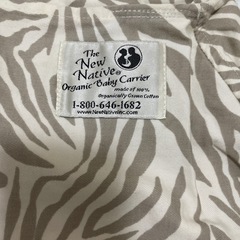 The
New
Native®
Organic Baby Carrier
made of 100%
Organically Grown Cotton
1-800-646-1682
www.NewNativeInc.com